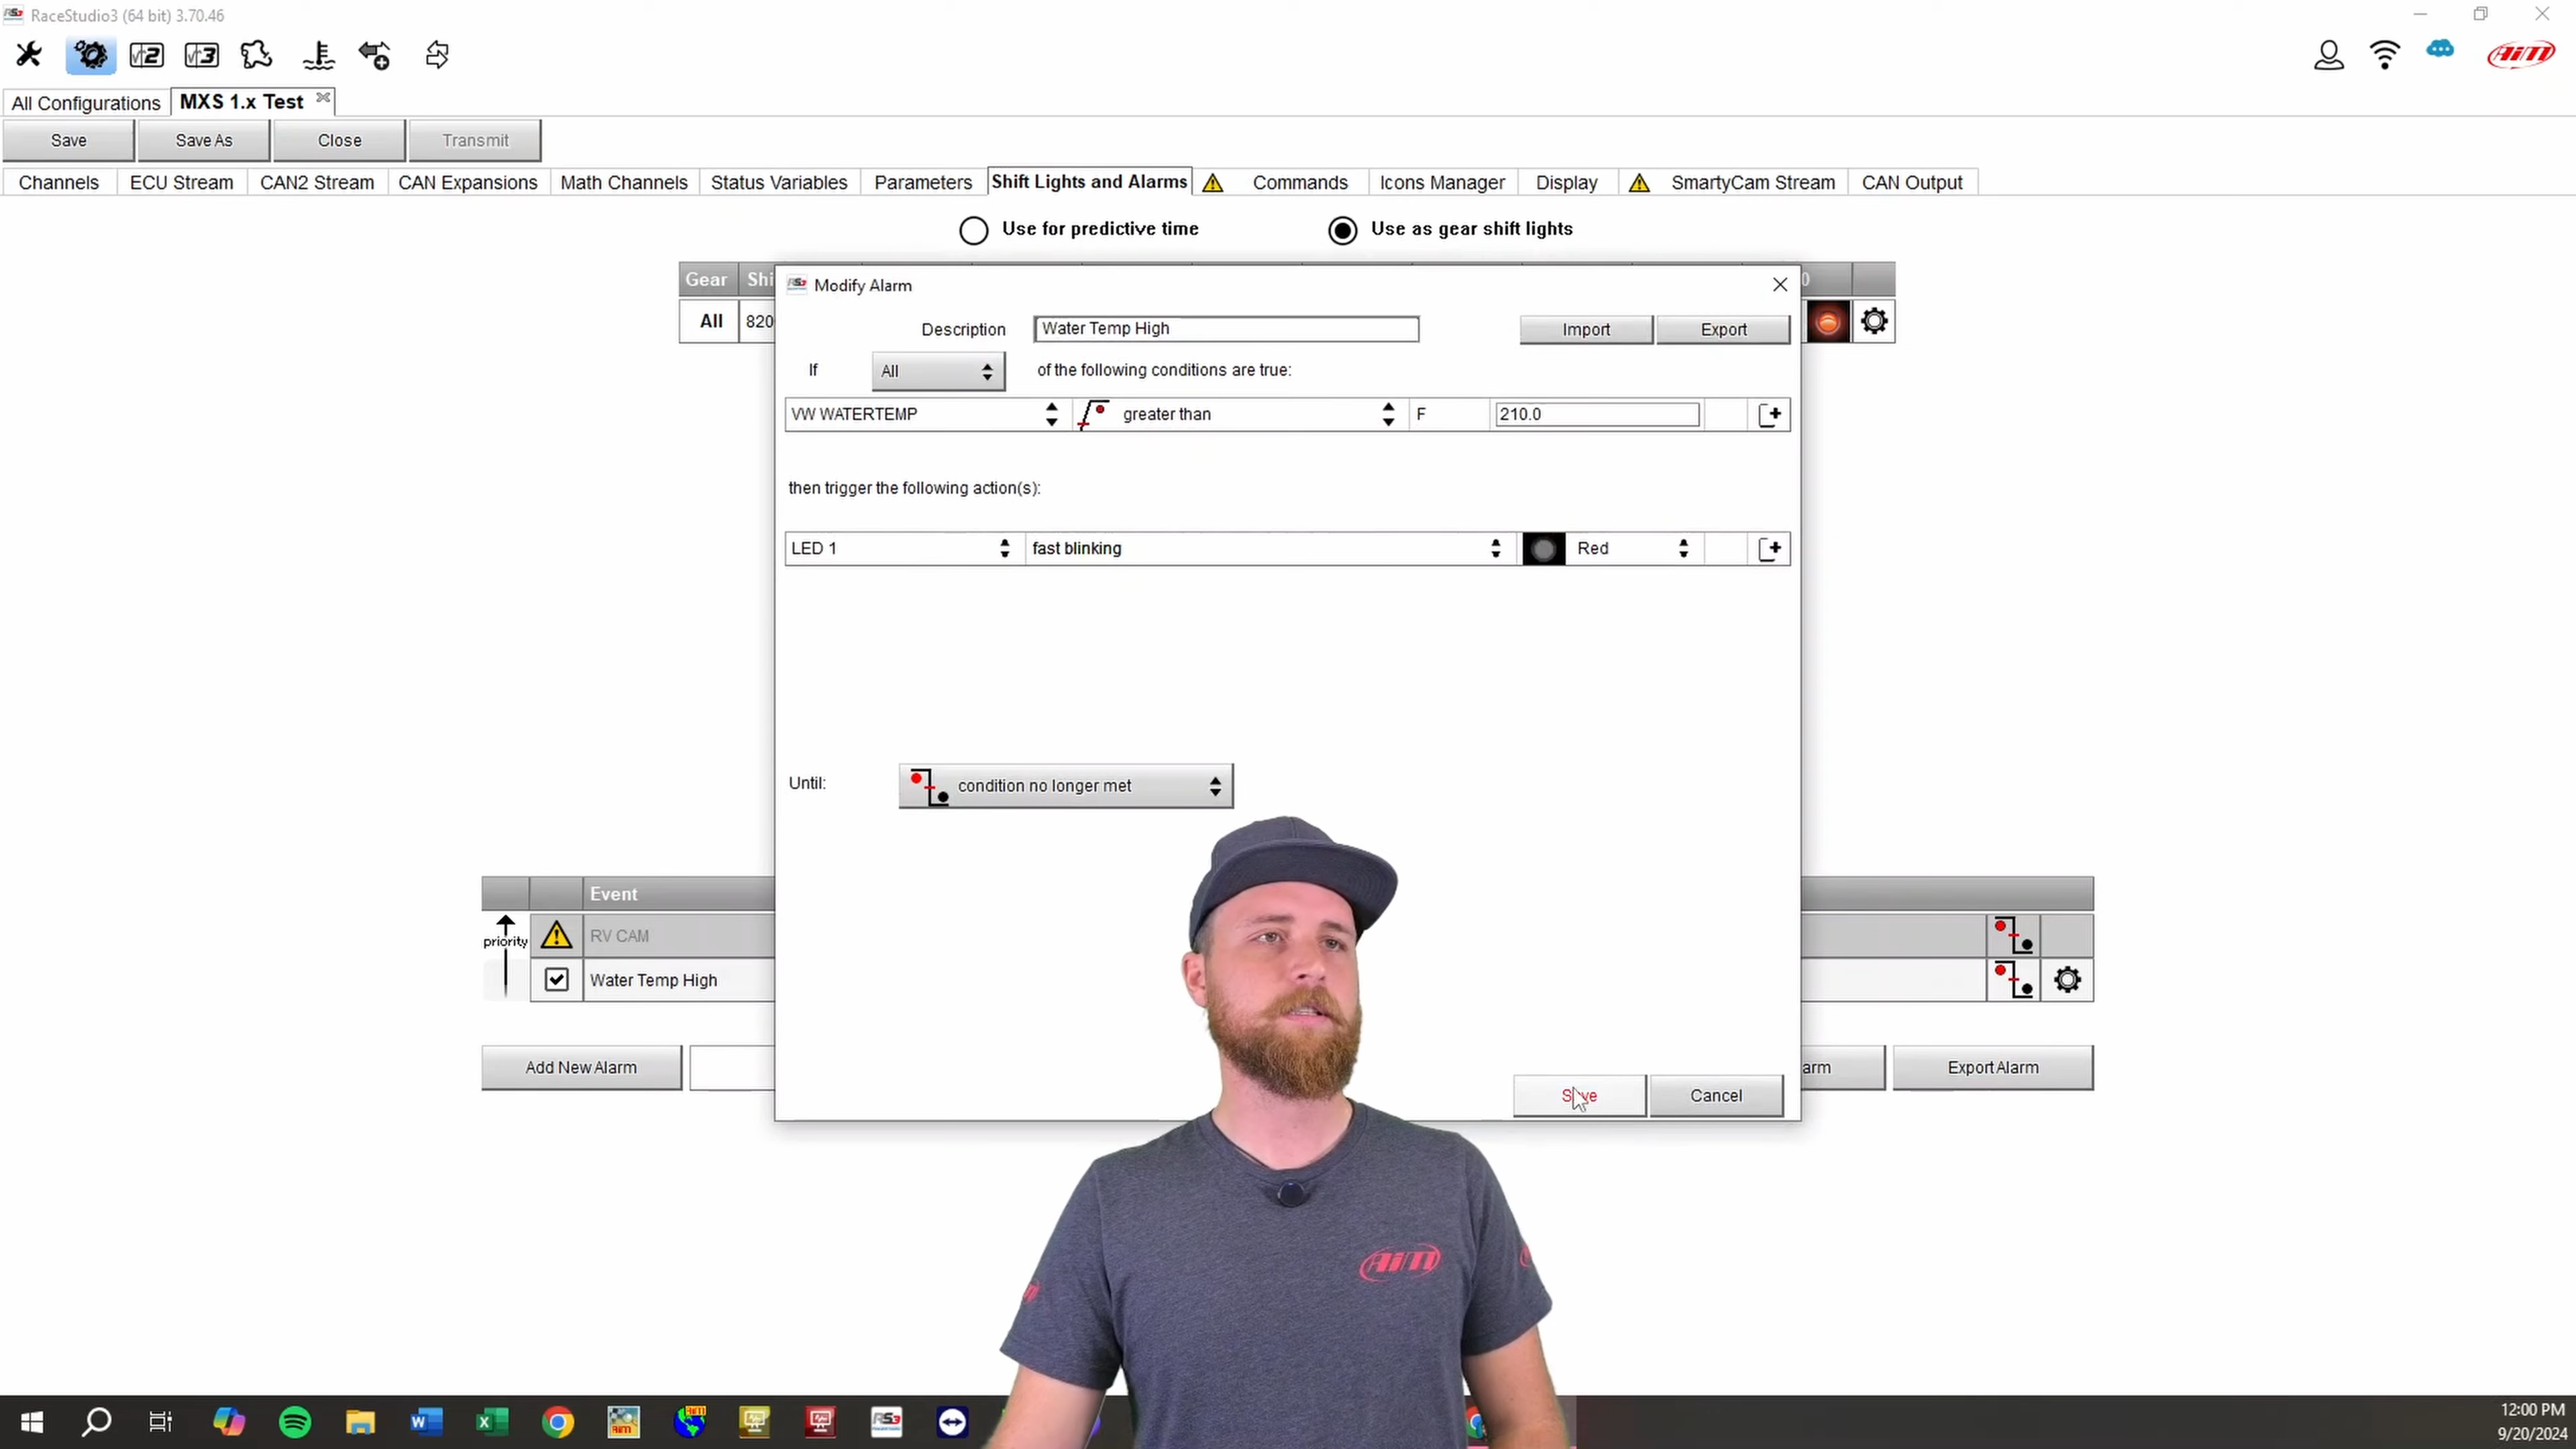 RaceStudio3 (64 bit) 3.70.46
AiM
All Configurations MXS 1.x Test
Save Save As Close Transmit
Channels ECU Stream CAN2 Stream CAN Expansions Math Channels Status Variables Parameters Shift Lights and Alarms Commands Icons Manager Display SmartyCam Stream CAN Output
Use for predictive time Use as gear shift lights
Gear Shi 0
All 820
RS3 Modify Alarm
Description Water Temp High Import Export
If All of the following conditions are true:
VW WATERTEMP greater than F 210.0
then trigger the following action(s):
LED 1 fast blinking Red
Until: condition no longer met
Event
priority
RV CAM
Water Temp High
Add New Alarm arm Export Alarm
Save Cancel
AiM
12:00 PM
9/20/2024